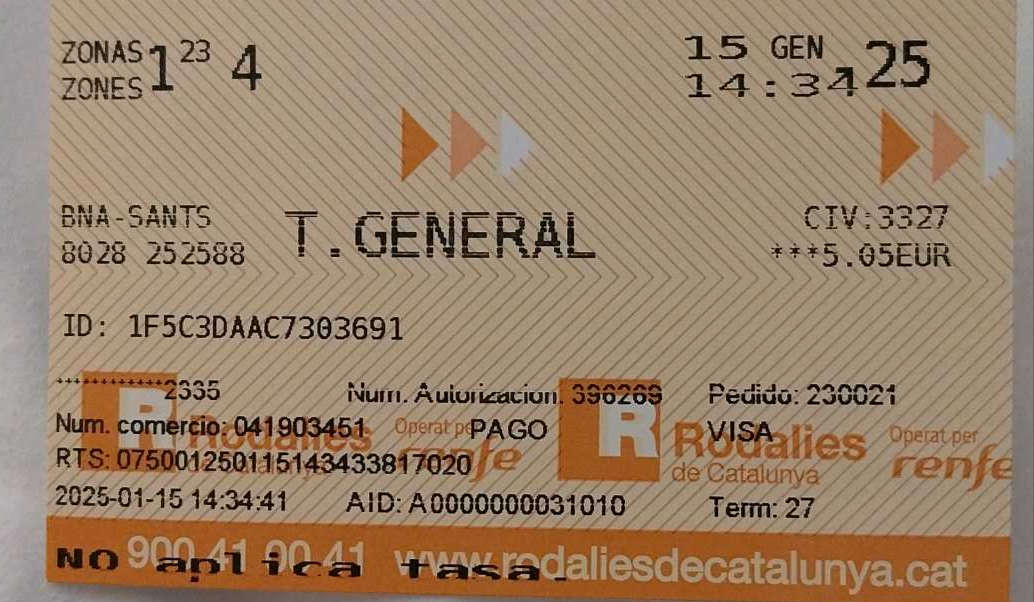 ZONAS 1 23 4
ZONES
15 GEN 25
14:34
BNA-SANTS T.GENERAL CIV:3327
8028 252588 ***5.05EUR
ID: 1F5C3DAAC7303691
************2335 Num. Autorizacion. 396269 Pedido: 230021
Num. comercio: 041903451 PAGO VISA
R Rodalies Operat per
R Rodalies de Catalunya Operat per renfe
RTS: 07500125011514343381​7020 renfe
2025-01-15 14:34:41 AID: A0000000031010 Term: 27
900 41 00 41 www.rodaliesdecatalunya.cat
NO aplica tasa.